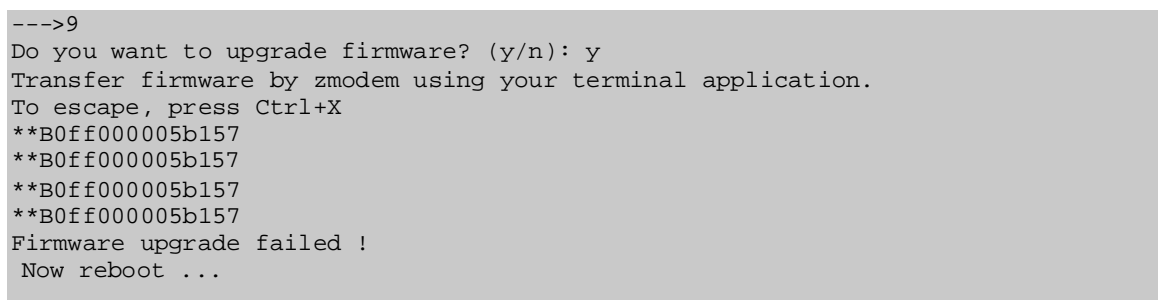 --->9
Do you want to upgrade firmware? (y/n): y
Transfer firmware by zmodem using your terminal application.
To escape, press Ctrl+X
**B0ff000005b157
**B0ff000005b157
**B0ff000005b157
**B0ff000005b157
Firmware upgrade failed !
Now reboot ...